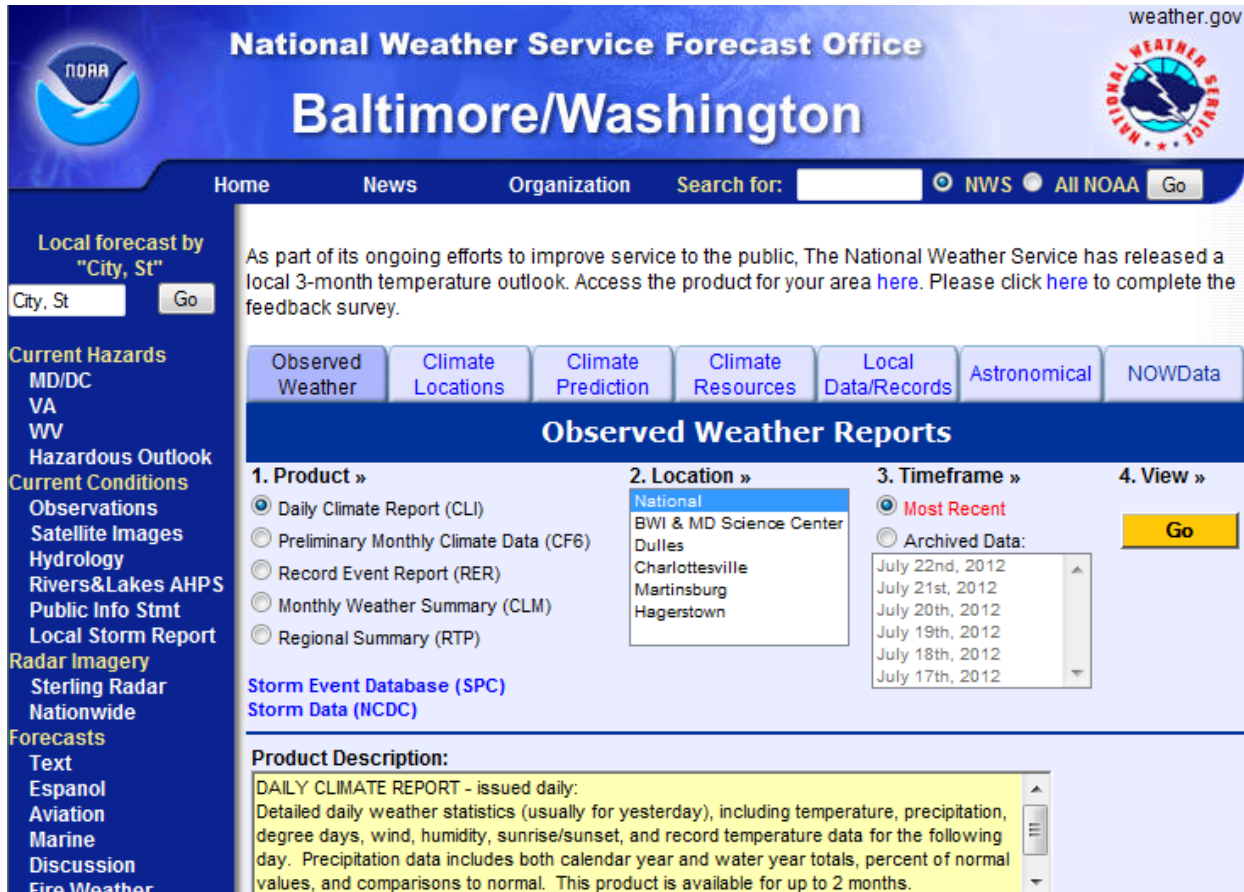 weather.gov
NOAA
National Weather Service Forecast Office
Baltimore/Washington
NATIONAL WEATHER SERVICE
Home News Organization Search for: NWS All NOAA Go
Local forecast by
"City, St"
City, St Go
Current Hazards
MD/DC
VA
WV
Hazardous Outlook
Current Conditions
Observations
Satellite Images
Hydrology
Rivers&Lakes AHPS
Public Info Stmt
Local Storm Report
Radar Imagery
Sterling Radar
Nationwide
Forecasts
Text
Espanol
Aviation
Marine
Discussion
Fire Weather
As part of its ongoing efforts to improve service to the public, The National Weather Service has released a
local 3-month temperature outlook. Access the product for your area here. Please click here to complete the
feedback survey.
Observed Weather
Climate Locations
Climate Prediction
Climate Resources
Local Data/Records
Astronomical
NOWData
Observed Weather Reports
1. Product »
Daily Climate Report (CLI)
Preliminary Monthly Climate Data (CF6)
Record Event Report (RER)
Monthly Weather Summary (CLM)
Regional Summary (RTP)
Storm Event Database (SPC)
Storm Data (NCDC)
2. Location »
National
BWI & MD Science Center
Dulles
Charlottesville
Martinsburg
Hagerstown
3. Timeframe »
Most Recent
Archived Data:
July 22nd, 2012
July 21st, 2012
July 20th, 2012
July 19th, 2012
July 18th, 2012
July 17th, 2012
4. View »
Go
Product Description:
DAILY CLIMATE REPORT - issued daily:
Detailed daily weather statistics (usually for yesterday), including temperature, precipitation,
degree days, wind, humidity, sunrise/sunset, and record temperature data for the following
day. Precipitation data includes both calendar year and water year totals, percent of normal
values, and comparisons to normal. This product is available for up to 2 months.